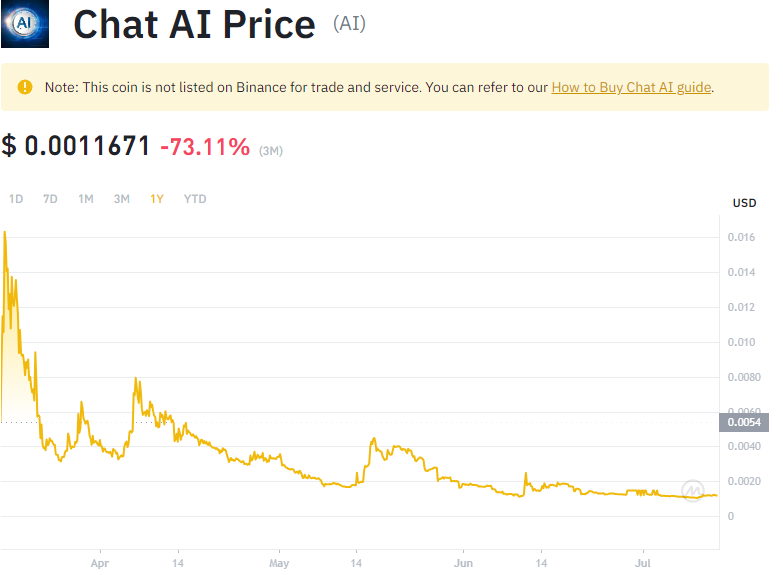 AI
Chat AI Price (AI)
Note: This coin is not listed on Binance for trade and service. You can refer to our How to Buy Chat AI guide.
$ 0.0011671 -73.11% (3M)
1D 7D 1M 3M 1Y YTD
USD
0.016
0.014
0.012
0.010
0.0080
0.0060
0.0054
0.0040
0.0020
0
Apr 14 May 14 Jun 14 Jul